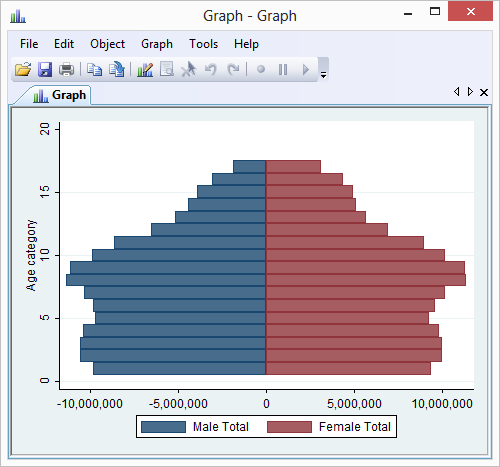 Graph - Graph
File Edit Object Graph Tools Help
Graph
Age category
20
15
10
5
0
-10,000,000 -5,000,000 0 5,000,000 10,000,000
Male Total Female Total